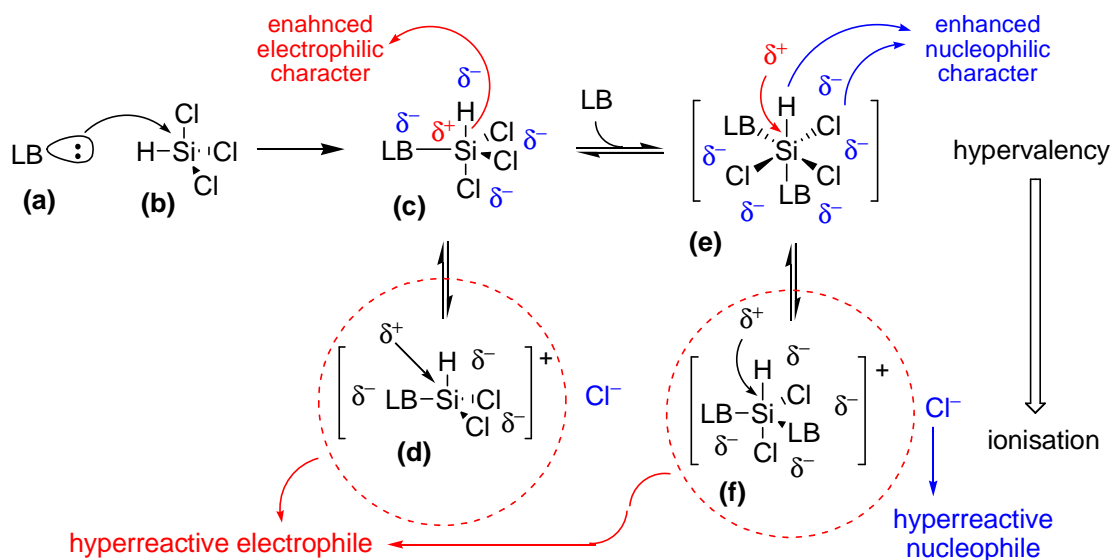 enahnced
electrophilic
character
enhanced
nucleophilic
character
LB
(a)
H Si Cl
Cl
Cl
(b)
δ−
H
δ− δ+ Cl
LB Si Cl δ−
Cl δ−
(c)
LB
δ+
δ−
H
LB Cl
δ− Si δ−
Cl Cl
LB
δ− δ−
(e)
hypervalency
δ+
H δ− +
δ− LB Si Cl
Cl δ−
Cl−
(d)
δ+
H δ− +
LB Si Cl δ−
δ− LB
Cl δ−
Cl−
(f)
ionisation
hyperreactive electrophile
hyperreactive
nucleophile